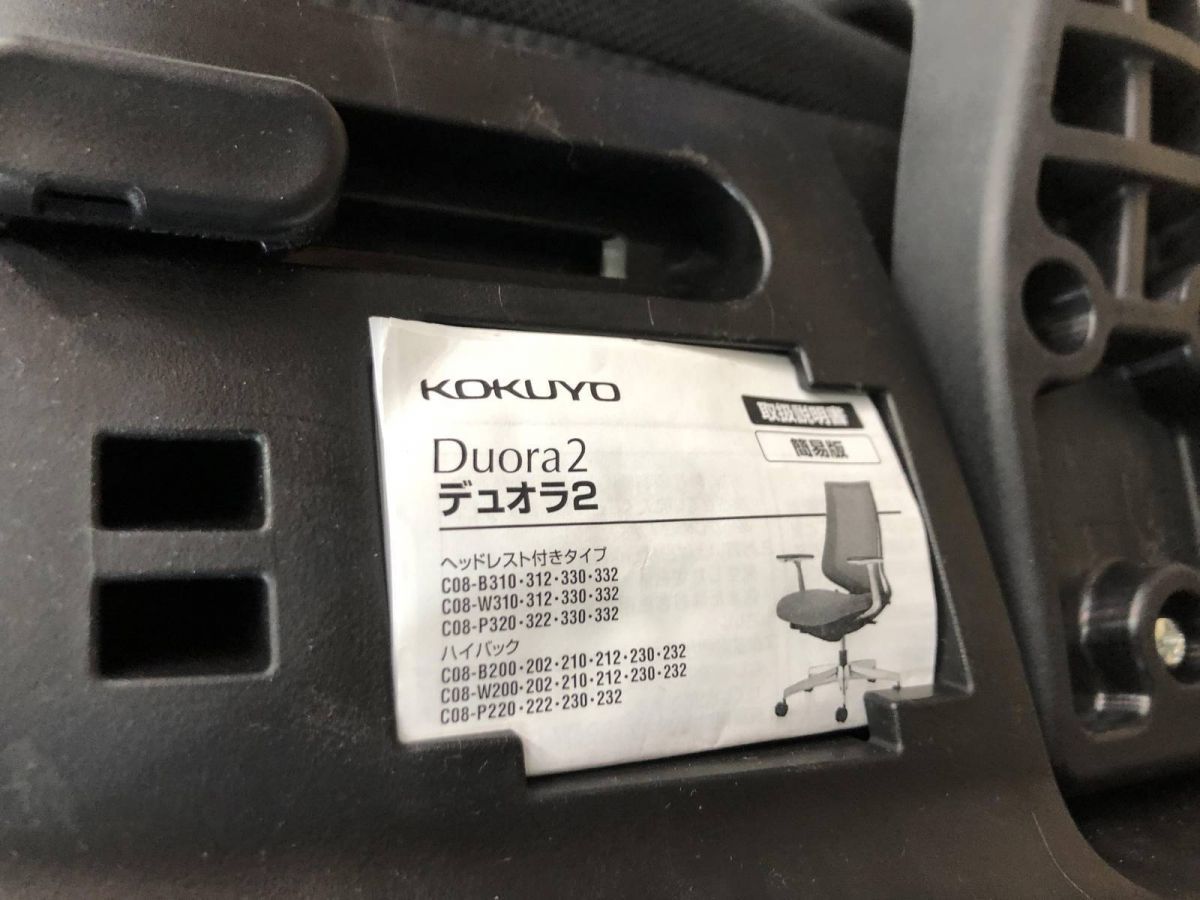 KOKUYO
取扱説明書
簡易版
Duora2
デュオラ2
ヘッドレスト付きタイプ
C08-B310・312・330・332
C08-W310・312・330・332
C08-P320・322・330・332
ハイバック
C08-B200・202・210・212・230・232
C08-W200・202・210・212・230・232
C08-P220・222・230・232